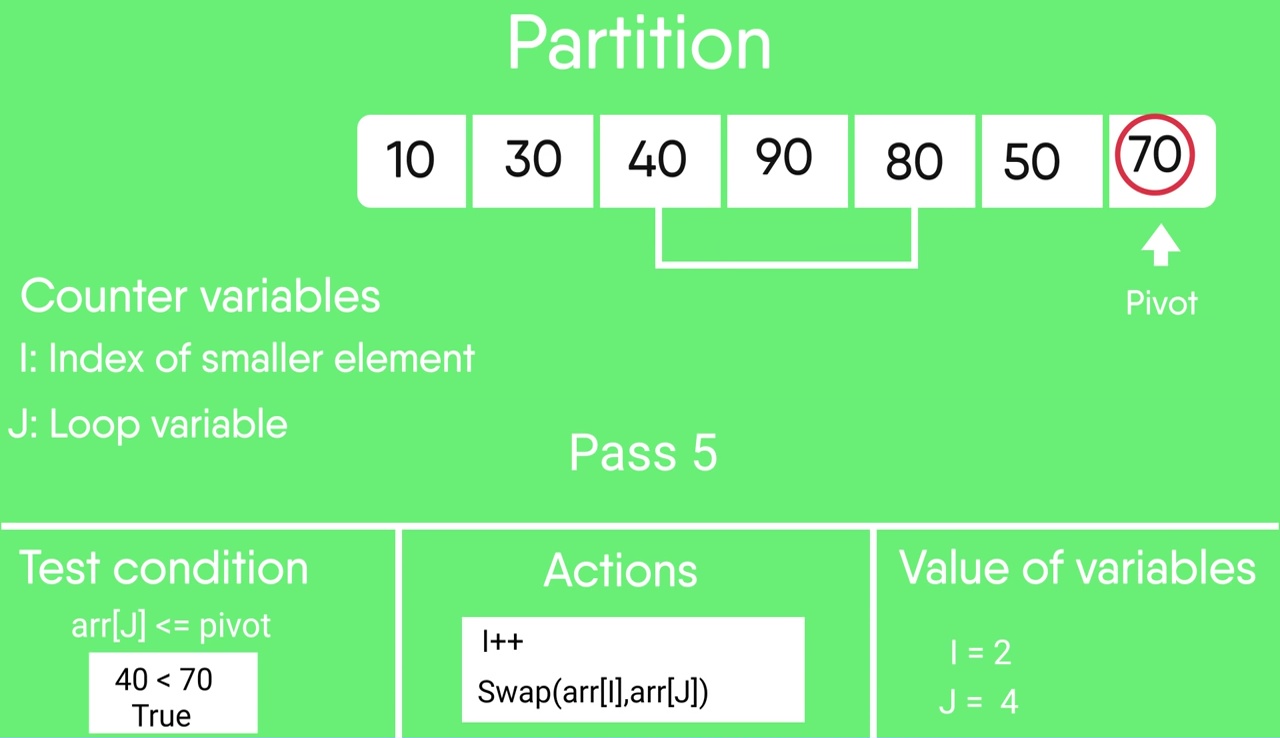 Partition
10 30 40 90 80 50 70
Pivot
Counter variables
I: Index of smaller element
J: Loop variable
Pass 5
Test condition
arr[J] <= pivot
40 < 70
True
Actions
I++
Swap(arr[I],arr[J])
Value of variables
I = 2
J = 4